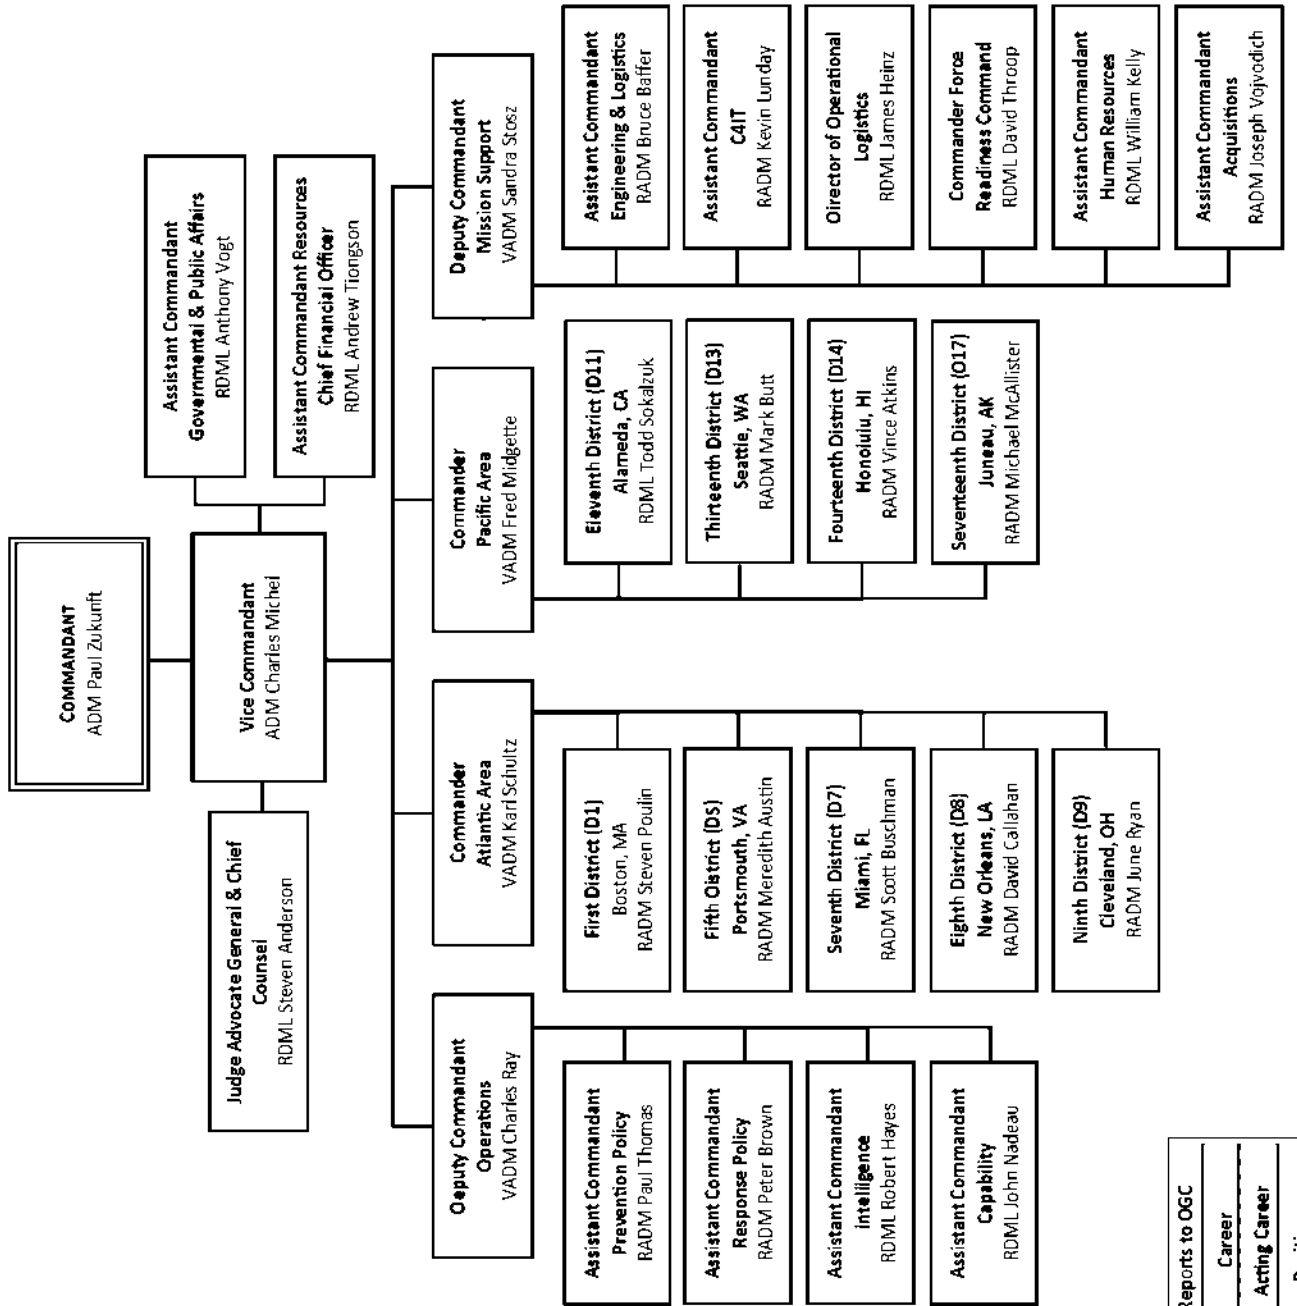 COMMANDANT
ADM Paul Zukunft
Vice Commandant
ADM Charles Michel
Judge Advocate General & Chief
Counsel
RDML Steven Anderson
Assistant Commandant
Governmental & Public Affairs
RDML Anthony Vogt
Assistant Commandant Resources
Chief Financial Officer
RDML Andrew Tiongson
Oeputy Commandant
Operations
VADM Charles Ray
Assistant Commandant
Prevention Policy
RADM Paul Thomas
Assistant Commandant
Response Policy
RADM Peter Brown
Assistant Commandant
intelligence
RDML Robert Hayes
Assistant Commandant
Capability
RDML John Nadeau
Commander
Atlantic Area
VADM Karl Schultz
First District (D1)
Boston, MA
RADM Steven Poulin
Fifth Oistrict (DS)
Portsmouth, VA
RADM Meredith Austin
Seventh District (D7)
Miami, FL
RADM Scott Buschman
Eighth District (D8)
New Orleans, LA
RADM David Callahan
Ninth District (D9)
Cleveland, OH
RADM June Ryan
Commander
Pacific Area
VADM Fred Midgette
Eleventh District (D11)
Alameda, CA
RDML Todd Sokalzuk
Thirteenth District (D13)
Seattle, WA
RADM Mark Butt
Fourteenth District (D14)
Honolulu, HI
RADM Vince Atkins
Seventeenth District (O17)
Juneau, AK
RADM Michael McAllister
Deputy Commandant
Mission Support
VADM Sandra Stosz
Assistant Commandant
Engineering & Logistics
RADM Bruce Baffer
Assistant Commandant
C4IT
RADM Kevin Lunday
Oirector of Operational
Logistics
RDML James Heinz
Commander Force
Readiness Command
RDML David Throop
Assistant Commandant
Human Resources
RDML William Kelly
Assistant Commandant
Acquisitions
RADM Joseph Vojvodich
Reports to OGC
Career
Acting Career